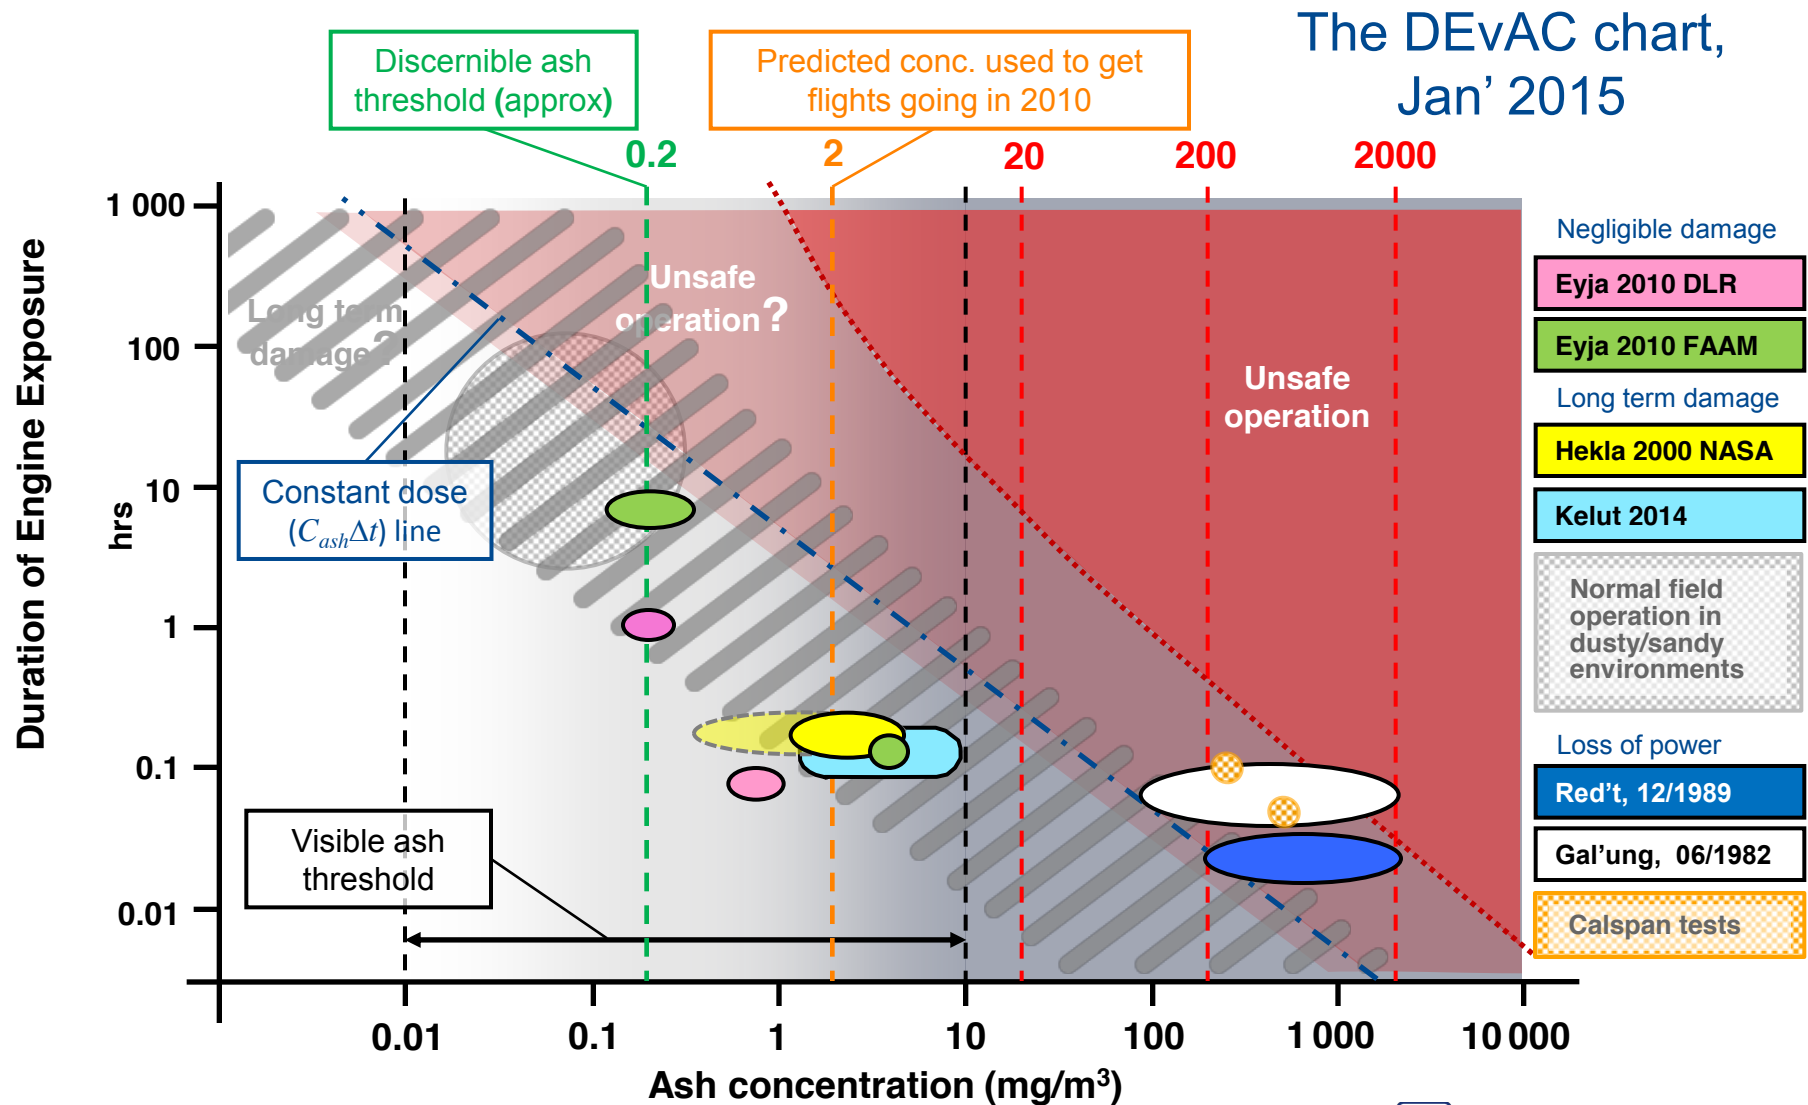 The DEvAC chart,
Jan’ 2015
Discernible ash
threshold (approx)
Predicted conc. used to get
flights going in 2010
0.2
2
20
200
2000
Duration of Engine Exposure
hrs
1 000
100
10
1
0.1
0.01
Long term
damage?
Unsafe
operation?
Unsafe
operation
Constant dose
(C_ash Δt) line
Visible ash
threshold
0.01
0.1
1
10
100
1 000
10 000
Ash concentration (mg/m³)
Negligible damage
Eyja 2010 DLR
Eyja 2010 FAAM
Long term damage
Hekla 2000 NASA
Kelut 2014
Normal field
operation in
dusty/sandy
environments
Loss of power
Red’t, 12/1989
Gal’ung, 06/1982
Calspan tests